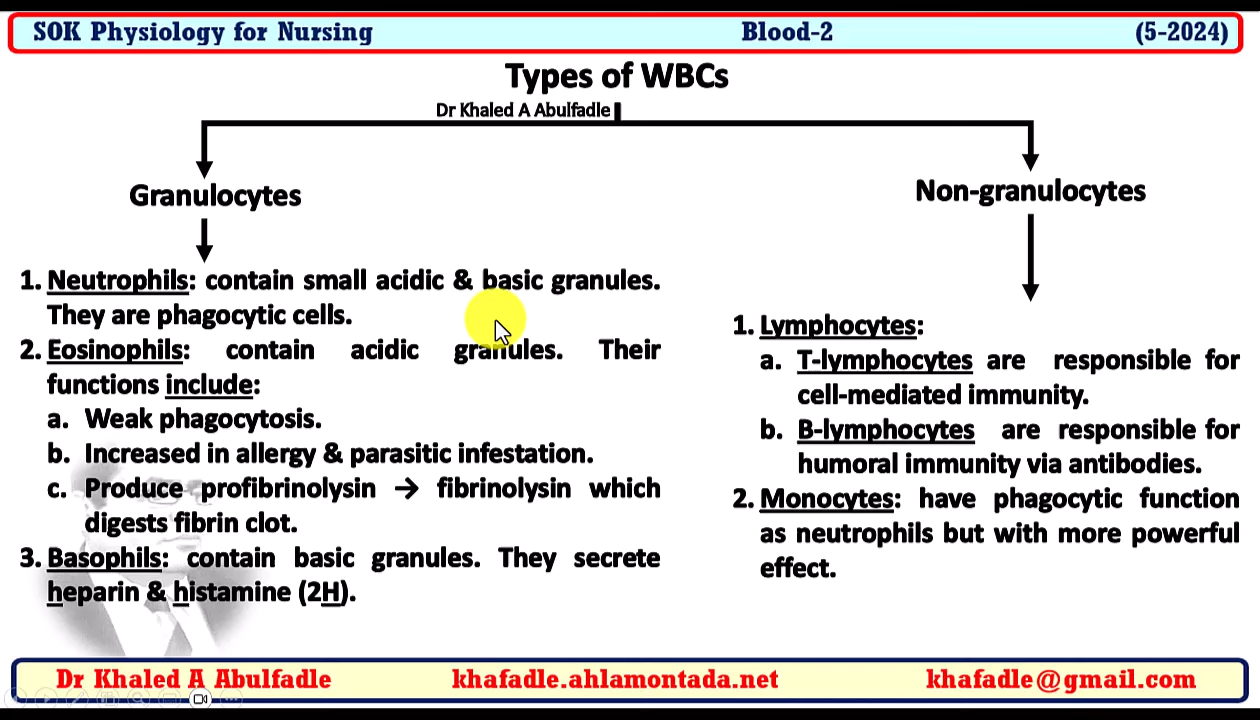 SOK Physiology for Nursing Blood-2 (5-2024)
Types of WBCs
Dr Khaled A Abulfadle
Granulocytes
1. Neutrophils: contain small acidic & basic granules.
They are phagocytic cells.
2. Eosinophils: contain acidic granules. Their
functions include:
a. Weak phagocytosis.
b. Increased in allergy & parasitic infestation.
c. Produce profibrinolysin → fibrinolysin which
digests fibrin clot.
3. Basophils: contain basic granules. They secrete
heparin & histamine (2H).
Non-granulocytes
1. Lymphocytes:
a. T-lymphocytes are responsible for
cell-mediated immunity.
b. B-lymphocytes are responsible for
humoral immunity via antibodies.
2. Monocytes: have phagocytic function
as neutrophils but with more powerful
effect.
Dr Khaled A Abulfadle khafadle.ahlamontada.net khafadle@gmail.com